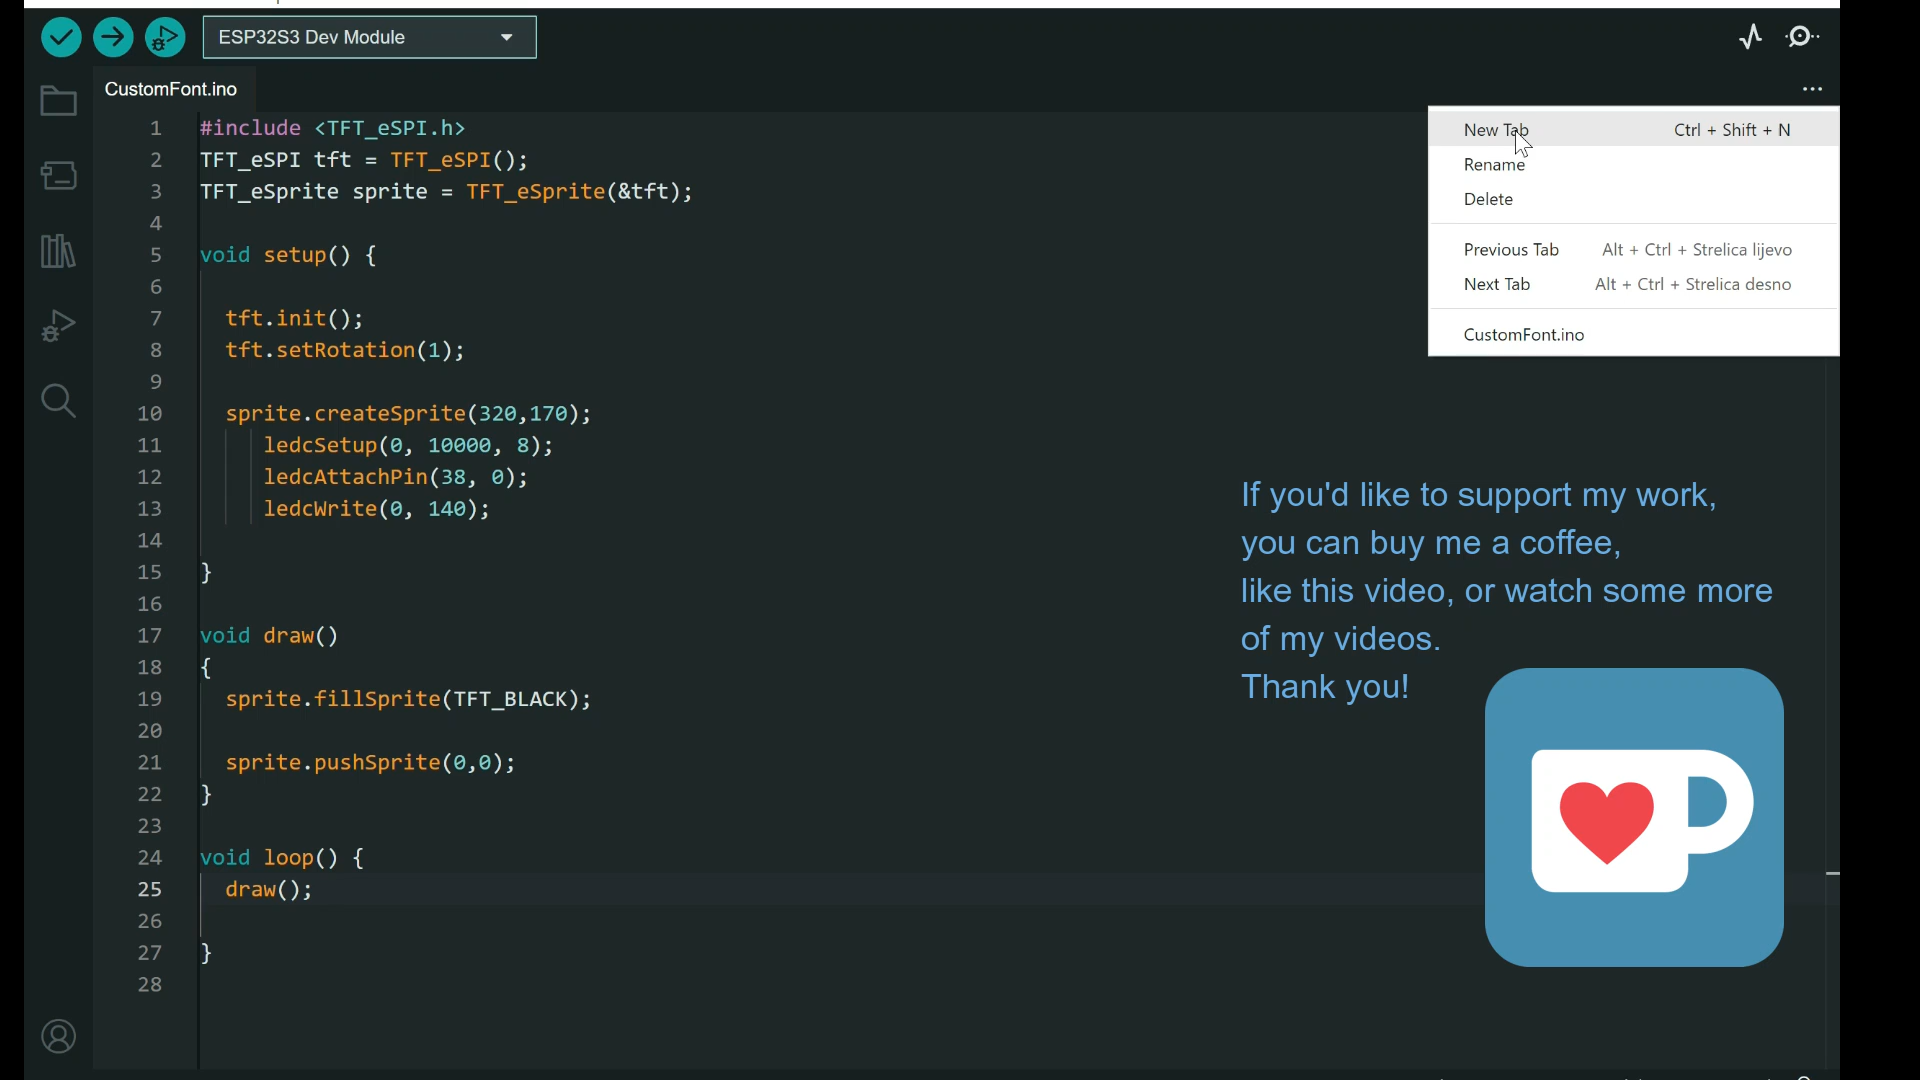 ESP32S3 Dev Module
CustomFont.ino
1 #include <TFT_eSPI.h>
2 TFT_eSPI tft = TFT_eSPI();
3 TFT_eSprite sprite = TFT_eSprite(&tft);
4
5 void setup() {
6
7 tft.init();
8 tft.setRotation(1);
9
10 sprite.createSprite(320,170);
11 ledcSetup(0, 10000, 8);
12 ledcAttachPin(38, 0);
13 ledcWrite(0, 140);
14
15 }
16
17 void draw()
18 {
19 sprite.fillSprite(TFT_BLACK);
20
21 sprite.pushSprite(0,0);
22 }
23
24 void loop() {
25 draw();
26
27 }
28
New Tab Ctrl + Shift + N
Rename
Delete
Previous Tab Alt + Ctrl + Strelica lijevo
Next Tab Alt + Ctrl + Strelica desno
CustomFont.ino
If you'd like to support my work,
you can buy me a coffee,
like this video, or watch some more
of my videos.
Thank you!